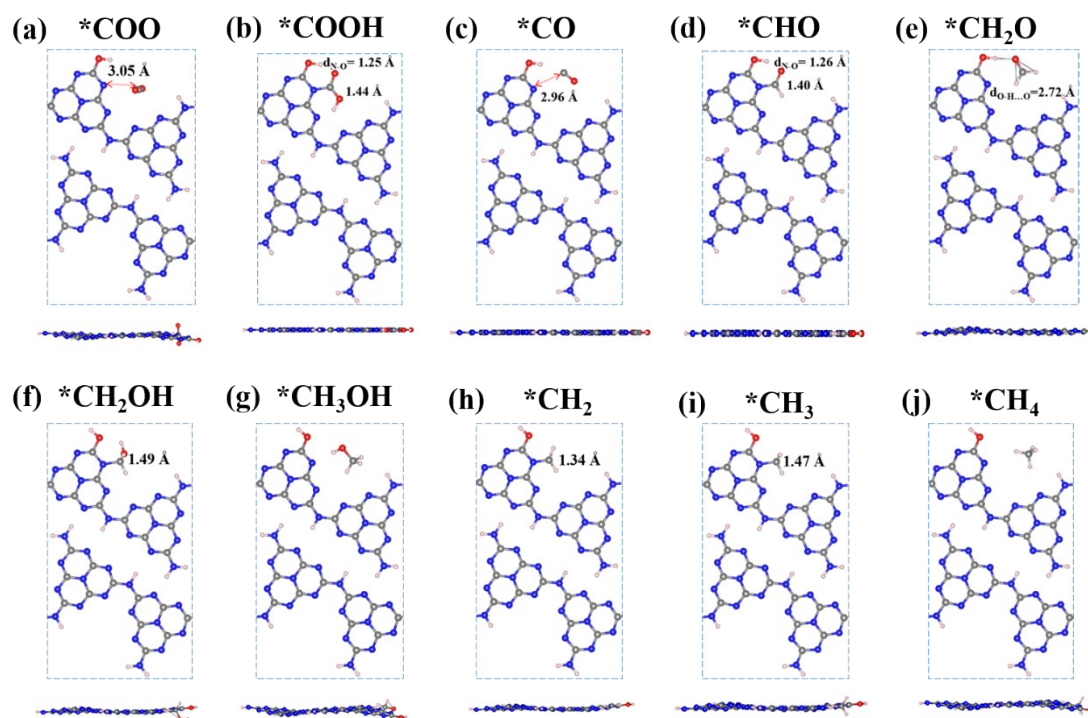 (a) *COO
3.05 Å
(b) *COOH
dN-O= 1.25 Å
1.44 Å
(c) *CO
2.96 Å
(d) *CHO
dN-O= 1.26 Å
1.40 Å
(e) *CH2O
dO-H...O=2.72 Å
(f) *CH2OH
1.49 Å
(g) *CH3OH
(h) *CH2
1.34 Å
(i) *CH3
1.47 Å
(j) *CH4